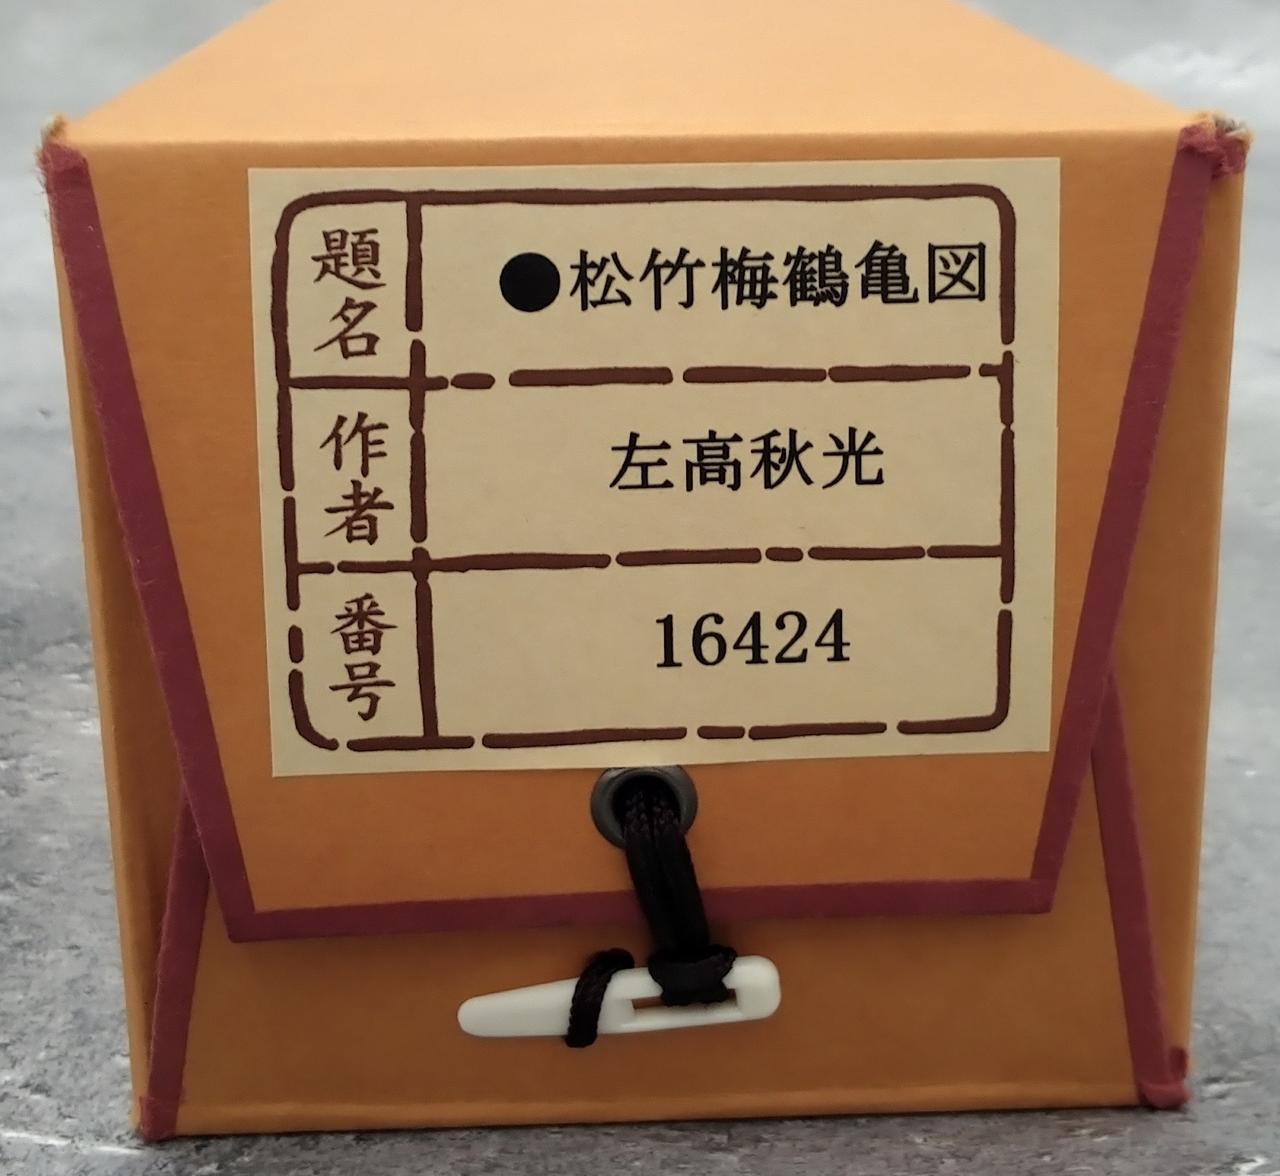 題名 ●松竹梅鶴亀図
作者 左高秋光
番号 16424